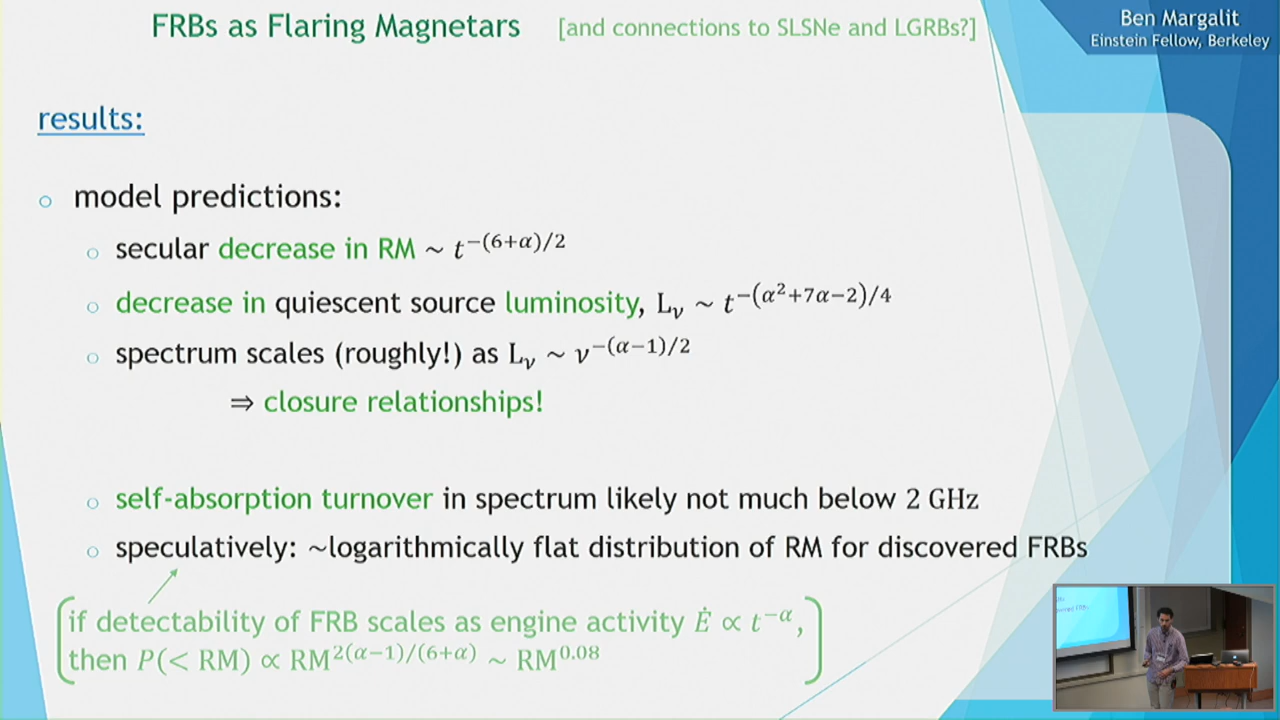 FRBs as Flaring Magnetars [and connections to SLSNe and LGRBs?]
Ben Margalit
Einstein Fellow, Berkeley
results:
model predictions:
secular decrease in RM ~ t^{-(6+α)/2}
decrease in quiescent source luminosity, L_ν ~ t^{-(α^2+7α-2)/4}
spectrum scales (roughly!) as L_ν ~ ν^{-(α-1)/2}
⇒ closure relationships!
self-absorption turnover in spectrum likely not much below 2 GHz
speculatively: ~logarithmically flat distribution of RM for discovered FRBs
if detectability of FRB scales as engine activity Ė ∝ t^{-α},
then P(< RM) ∝ RM^{2(α-1)/(6+α)} ~ RM^{0.08}